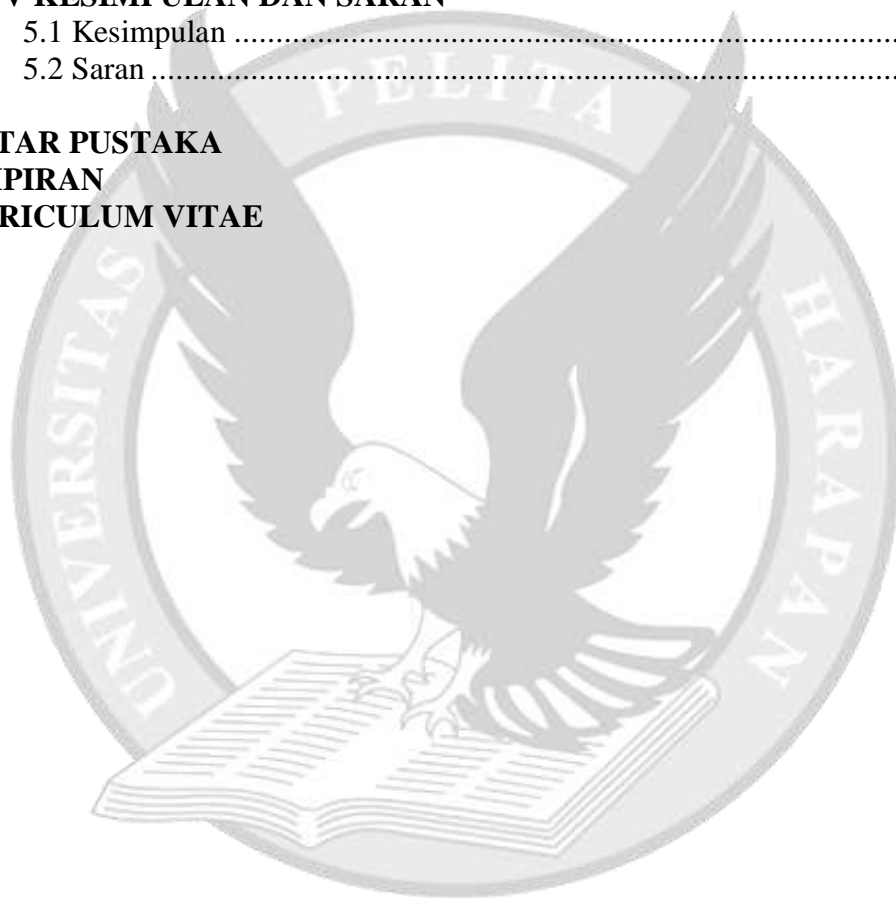 V KESIMPULAN DAN SARAN
5.1 Kesimpulan ................................................................................
5.2 Saran ..........................................................................................
TAR PUSTAKA
PIRAN
RICULUM VITAE
UNIVERSITAS PELITA HARAPAN